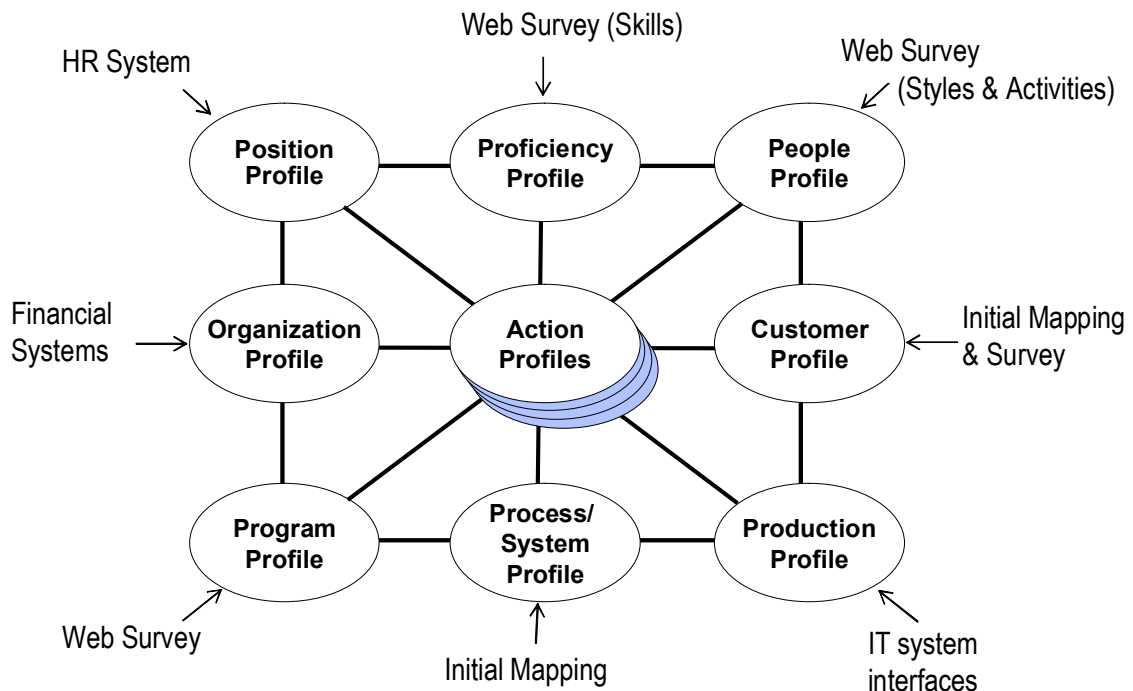 Web Survey (Skills)
HR System
Web Survey
(Styles & Activities)
Position
Profile
Proficiency
Profile
People
Profile
Financial
Systems
Organization
Profile
Action
Profiles
Customer
Profile
Initial Mapping
& Survey
Program
Profile
Process/
System
Profile
Production
Profile
Web Survey
Initial Mapping
IT system
interfaces